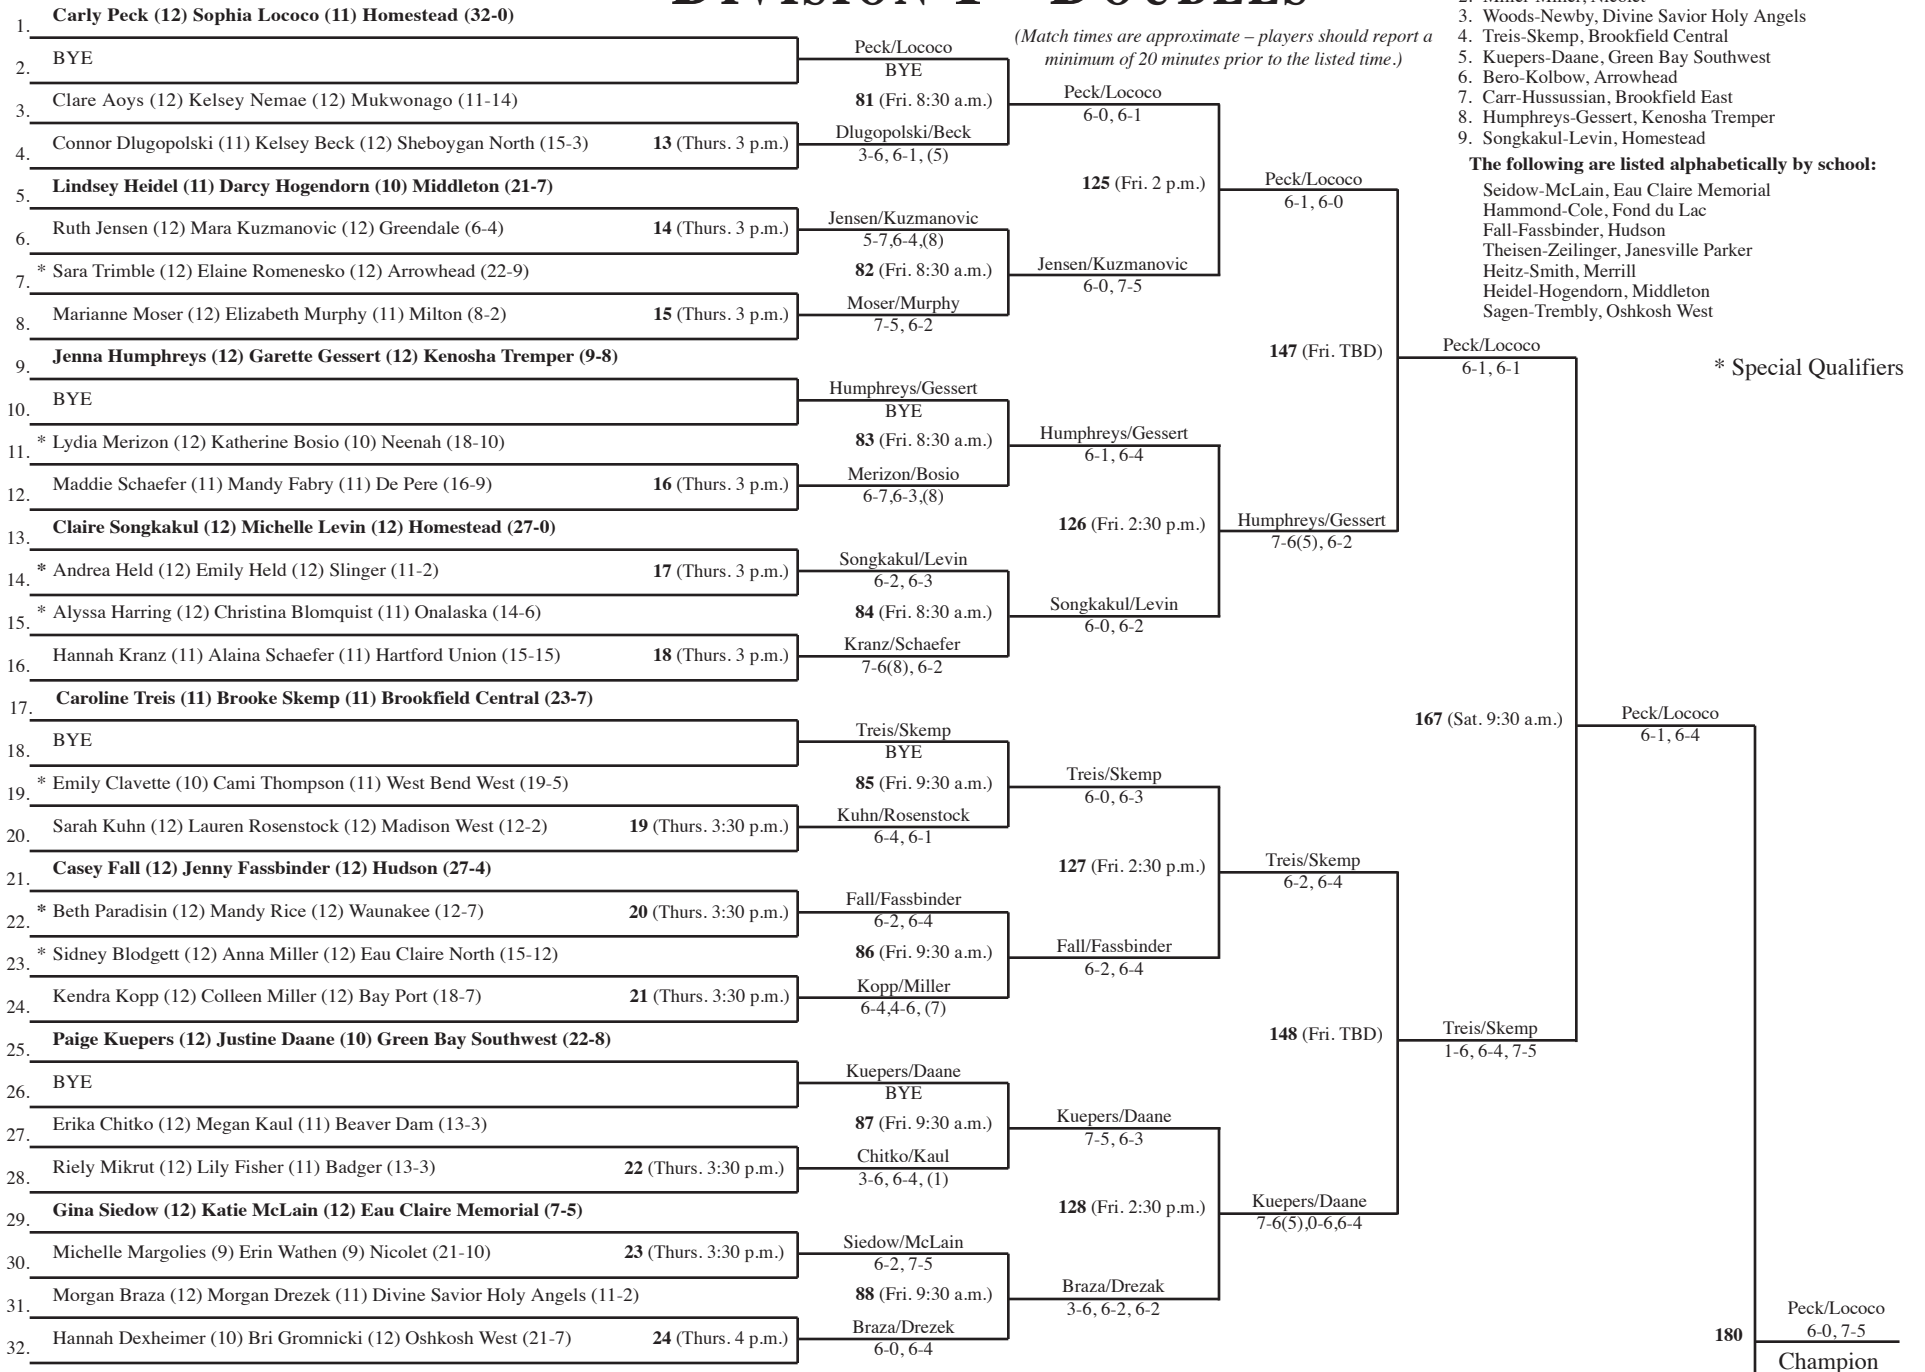 DIVISION 1 – DOUBLES
1. Carly Peck (12) Sophia Lococo (11) Homestead (32-0)
2. BYE
3. Clare Aoys (12) Kelsey Nemae (12) Mukwonago (11-14)
4. Connor Dlugopolski (11) Kelsey Beck (12) Sheboygan North (15-3) 13 (Thurs. 3 p.m.)
5. Lindsey Heidel (11) Darcy Hogendorn (10) Middleton (21-7)
6. Ruth Jensen (12) Mara Kuzmanovic (12) Greendale (6-4) 14 (Thurs. 3 p.m.)
7. * Sara Trimble (12) Elaine Romenesko (12) Arrowhead (22-9)
8. Marianne Moser (12) Elizabeth Murphy (11) Milton (8-2) 15 (Thurs. 3 p.m.)
9. Jenna Humphreys (12) Garette Gessert (12) Kenosha Tremper (9-8)
10. BYE
11. * Lydia Merizon (12) Katherine Bosio (10) Neenah (18-10)
12. Maddie Schaefer (11) Mandy Fabry (11) De Pere (16-9) 16 (Thurs. 3 p.m.)
13. Claire Songkakul (12) Michelle Levin (12) Homestead (27-0)
14. * Andrea Held (12) Emily Held (12) Slinger (11-2) 17 (Thurs. 3 p.m.)
15. * Alyssa Harring (12) Christina Blomquist (11) Onalaska (14-6)
16. Hannah Kranz (11) Alaina Schaefer (11) Hartford Union (15-15) 18 (Thurs. 3 p.m.)
17. Caroline Treis (11) Brooke Skemp (11) Brookfield Central (23-7)
18. BYE
19. * Emily Clavette (10) Cami Thompson (11) West Bend West (19-5)
20. Sarah Kuhn (12) Lauren Rosenstock (12) Madison West (12-2) 19 (Thurs. 3:30 p.m.)
21. Casey Fall (12) Jenny Fassbinder (12) Hudson (27-4)
22. * Beth Paradisin (12) Mandy Rice (12) Waunakee (12-7) 20 (Thurs. 3:30 p.m.)
23. * Sidney Blodgett (12) Anna Miller (12) Eau Claire North (15-12)
24. Kendra Kopp (12) Colleen Miller (12) Bay Port (18-7) 21 (Thurs. 3:30 p.m.)
25. Paige Kuepers (12) Justine Daane (10) Green Bay Southwest (22-8)
26. BYE
27. Erika Chitko (12) Megan Kaul (11) Beaver Dam (13-3)
28. Riely Mikrut (12) Lily Fisher (11) Badger (13-3) 22 (Thurs. 3:30 p.m.)
29. Gina Siedow (12) Katie McLain (12) Eau Claire Memorial (7-5)
30. Michelle Margolies (9) Erin Wathen (9) Nicolet (21-10) 23 (Thurs. 3:30 p.m.)
31. Morgan Braza (12) Morgan Drezek (11) Divine Savior Holy Angels (11-2)
32. Hannah Dexheimer (10) Bri Gromnicki (12) Oshkosh West (21-7) 24 (Thurs. 4 p.m.)
Peck/Lococo
BYE
81 (Fri. 8:30 a.m.)
Dlugopolski/Beck
3-6, 6-1, (5)
Jensen/Kuzmanovic
5-7,6-4,(8)
82 (Fri. 8:30 a.m.)
Moser/Murphy
7-5, 6-2
Humphreys/Gessert
BYE
83 (Fri. 8:30 a.m.)
Merizon/Bosio
6-7,6-3,(8)
Songkakul/Levin
6-2, 6-3
84 (Fri. 8:30 a.m.)
Kranz/Schaefer
7-6(8), 6-2
Treis/Skemp
BYE
85 (Fri. 9:30 a.m.)
Kuhn/Rosenstock
6-4, 6-1
Fall/Fassbinder
6-2, 6-4
86 (Fri. 9:30 a.m.)
Kopp/Miller
6-4,4-6, (7)
Kuepers/Daane
BYE
87 (Fri. 9:30 a.m.)
Chitko/Kaul
3-6, 6-4, (1)
Siedow/McLain
6-2, 7-5
88 (Fri. 9:30 a.m.)
Braza/Drezek
6-0, 6-4
(Match times are approximate – players should report a
minimum of 20 minutes prior to the listed time.)
Peck/Lococo
6-0, 6-1
125 (Fri. 2 p.m.)
Jensen/Kuzmanovic
6-0, 7-5
Humphreys/Gessert
6-1, 6-4
126 (Fri. 2:30 p.m.)
Songkakul/Levin
6-0, 6-2
Treis/Skemp
6-0, 6-3
127 (Fri. 2:30 p.m.)
Fall/Fassbinder
6-2, 6-4
Kuepers/Daane
7-5, 6-3
128 (Fri. 2:30 p.m.)
Braza/Drezak
3-6, 6-2, 6-2
Peck/Lococo
6-1, 6-0
147 (Fri. TBD)
Humphreys/Gessert
7-6(5), 6-2
Treis/Skemp
6-2, 6-4
148 (Fri. TBD)
Kuepers/Daane
7-6(5),0-6,6-4
Peck/Lococo
6-1, 6-1
167 (Sat. 9:30 a.m.)
Treis/Skemp
1-6, 6-4, 7-5
Peck/Lococo
6-1, 6-4
180
Peck/Lococo
6-0, 7-5
Champion
2. Miller-Miller, Nicolet
3. Woods-Newby, Divine Savior Holy Angels
4. Treis-Skemp, Brookfield Central
5. Kuepers-Daane, Green Bay Southwest
6. Bero-Kolbow, Arrowhead
7. Carr-Hussussian, Brookfield East
8. Humphreys-Gessert, Kenosha Tremper
9. Songkakul-Levin, Homestead
The following are listed alphabetically by school:
Seidow-McLain, Eau Claire Memorial
Hammond-Cole, Fond du Lac
Fall-Fassbinder, Hudson
Theisen-Zeilinger, Janesville Parker
Heitz-Smith, Merrill
Heidel-Hogendorn, Middleton
Sagen-Trembly, Oshkosh West
* Special Qualifiers